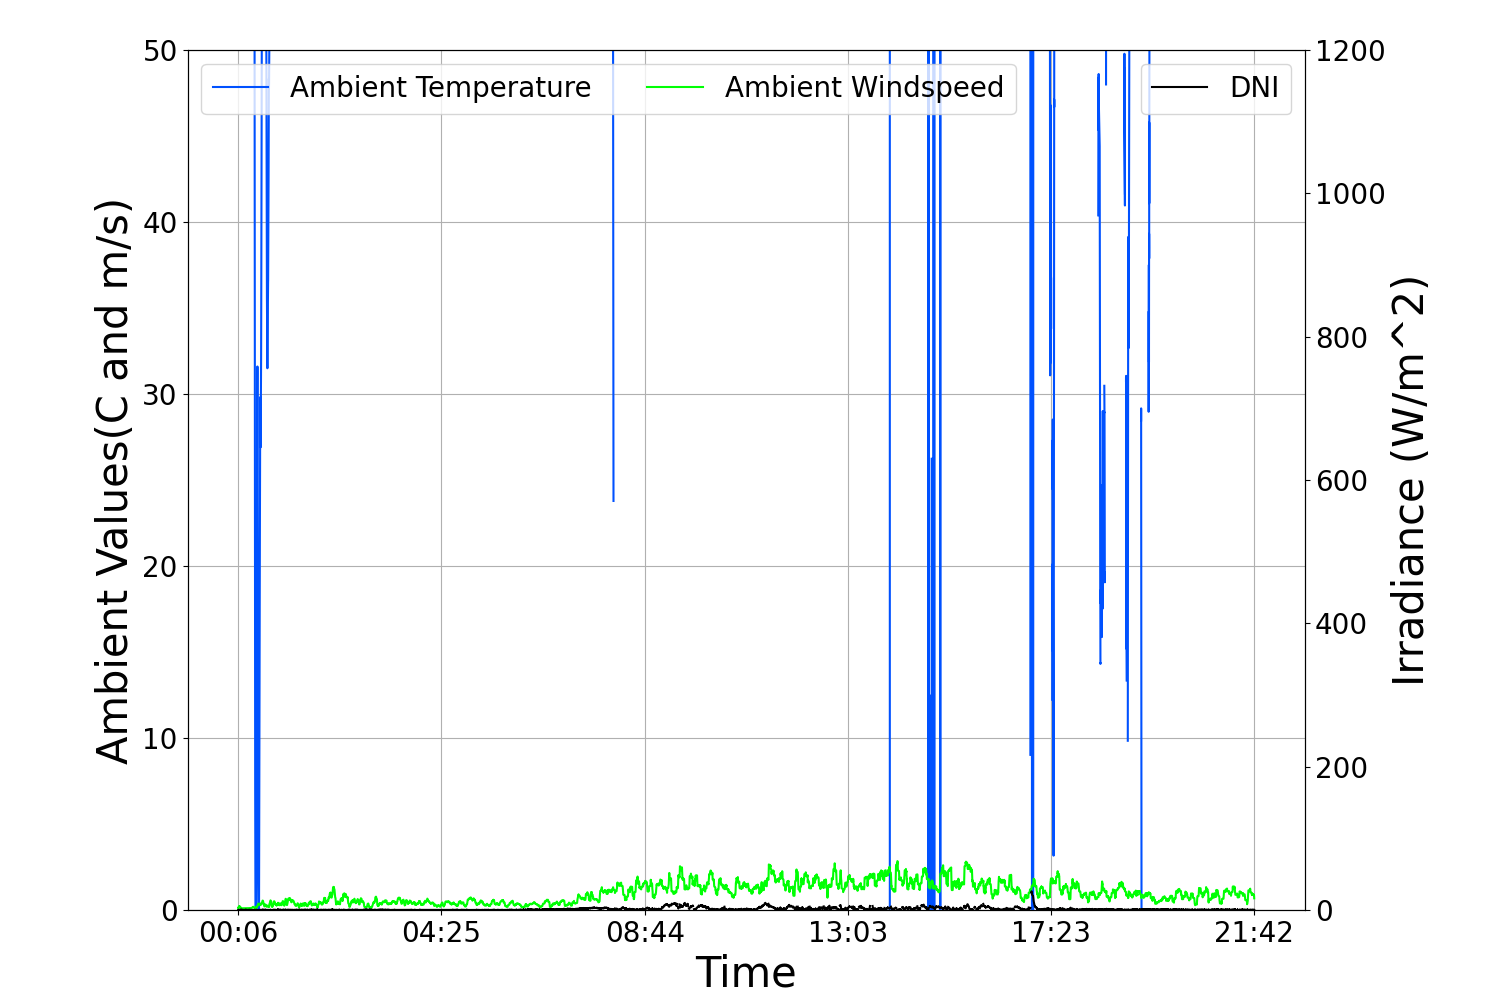 Ambient Temperature Ambient Windspeed DNI
Ambient Values(C and m/s)
50
40
30
20
10
0
1200
1000
800
600
400
200
0
Irradiance (W/m^2)
00:06 04:25 08:44 13:03 17:23 21:42
Time